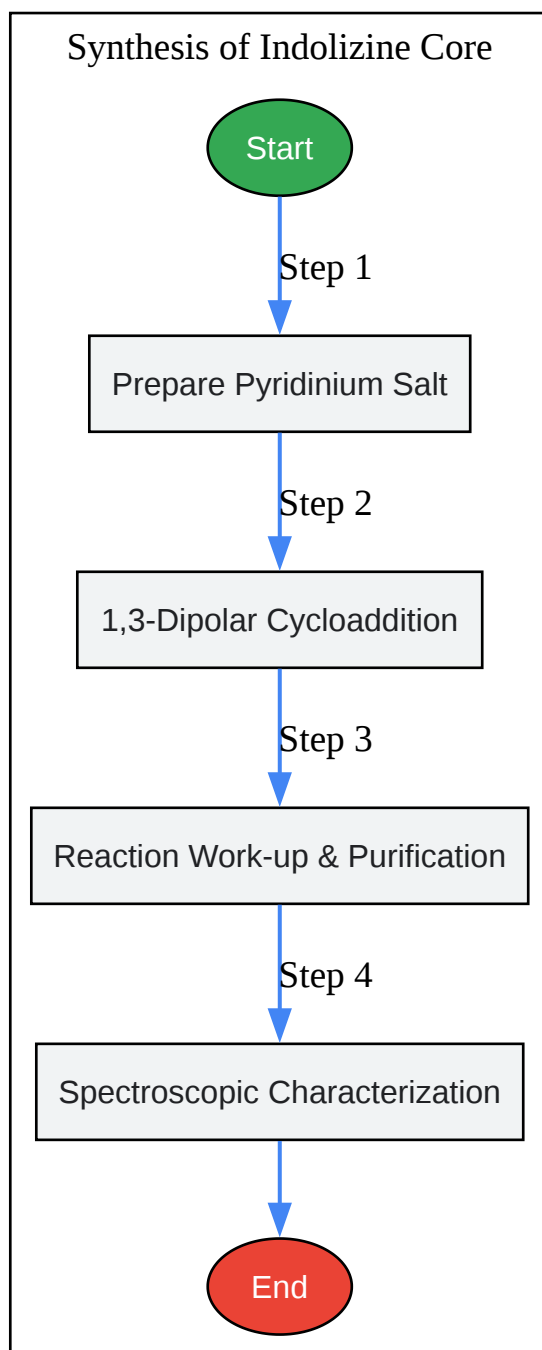 Synthesis of Indolizine Core
Start
Step 1
Prepare Pyridinium Salt
Step 2
1,3-Dipolar Cycloaddition
Step 3
Reaction Work-up & Purification
Step 4
Spectroscopic Characterization
End